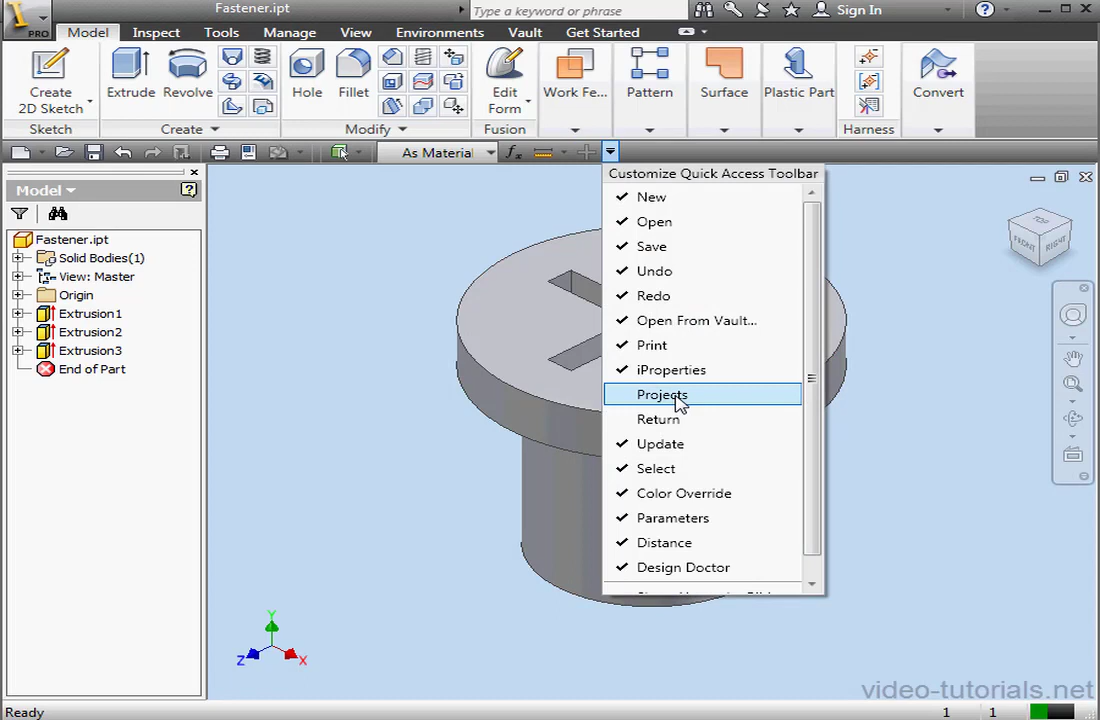 Fastener.ipt
Type a keyword or phrase
Sign In
PRO
Model Inspect Tools Manage View Environments Vault Get Started
Create
2D Sketch
Extrude
Revolve
Hole
Fillet
Edit
Form
Work Fe...
Pattern
Surface
Plastic Part
Convert
Sketch
Create
Modify
Fusion
Harness
As Material
Model
Fastener.ipt
Solid Bodies(1)
View: Master
Origin
Extrusion1
Extrusion2
Extrusion3
End of Part
Customize Quick Access Toolbar
New
Open
Save
Undo
Redo
Open From Vault...
Print
iProperties
Projects
Return
Update
Select
Color Override
Parameters
Distance
Design Doctor
TOP
FRONT
RIGHT
Y
Z
X
video-tutorials.net
Ready
1 1